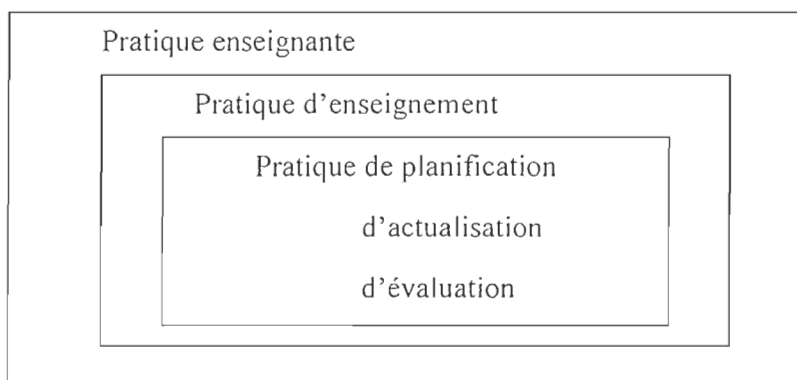 Pratique enseignante
Pratique d'enseignement
Pratique de planification
d'actualisation
d'évaluation